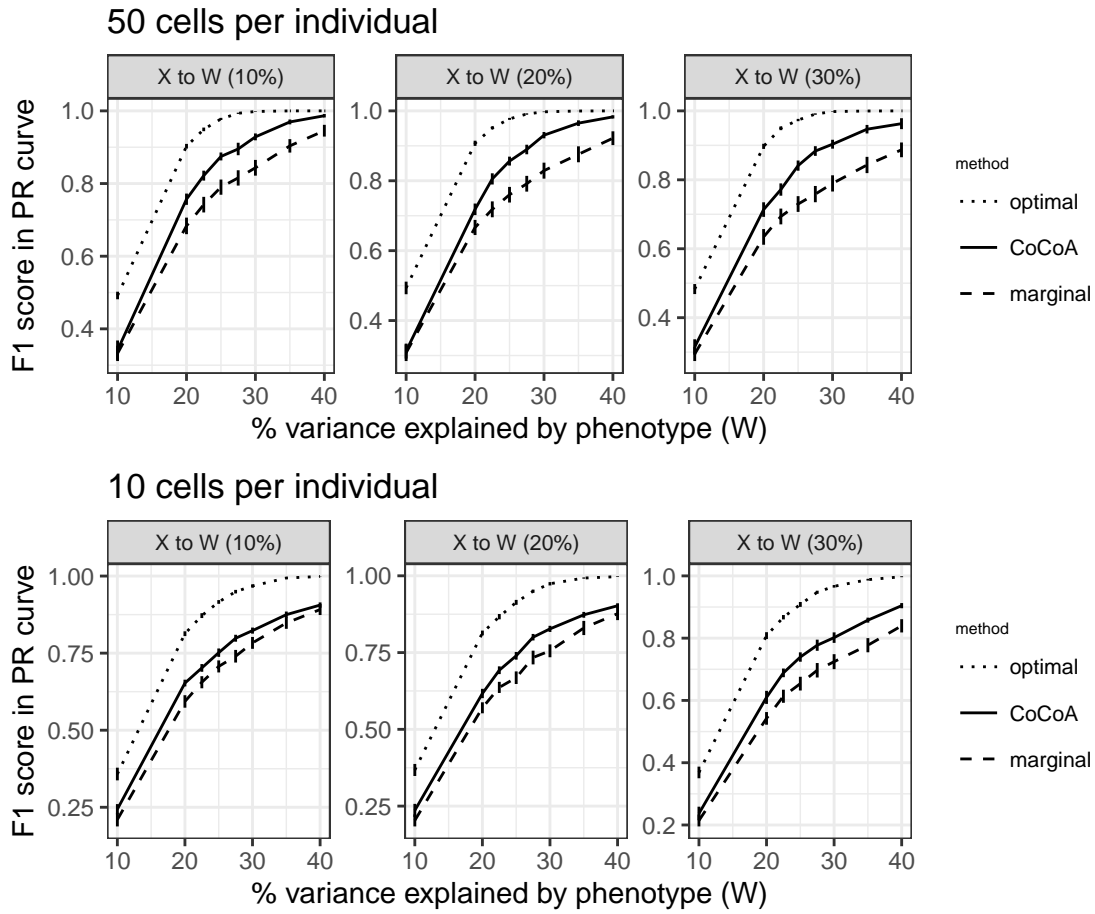 50 cells per individual
X to W (10%)
X to W (20%)
X to W (30%)
F1 score in PR curve
1.0
0.8
0.6
0.4
1.0
0.8
0.6
0.4
1.0
0.8
0.6
0.4
10 20 30 40
10 20 30 40
10 20 30 40
% variance explained by phenotype (W)
method
optimal
CoCoA
marginal
10 cells per individual
X to W (10%)
X to W (20%)
X to W (30%)
F1 score in PR curve
1.00
0.75
0.50
0.25
1.00
0.75
0.50
0.25
1.0
0.8
0.6
0.4
0.2
10 20 30 40
10 20 30 40
10 20 30 40
% variance explained by phenotype (W)
method
optimal
CoCoA
marginal